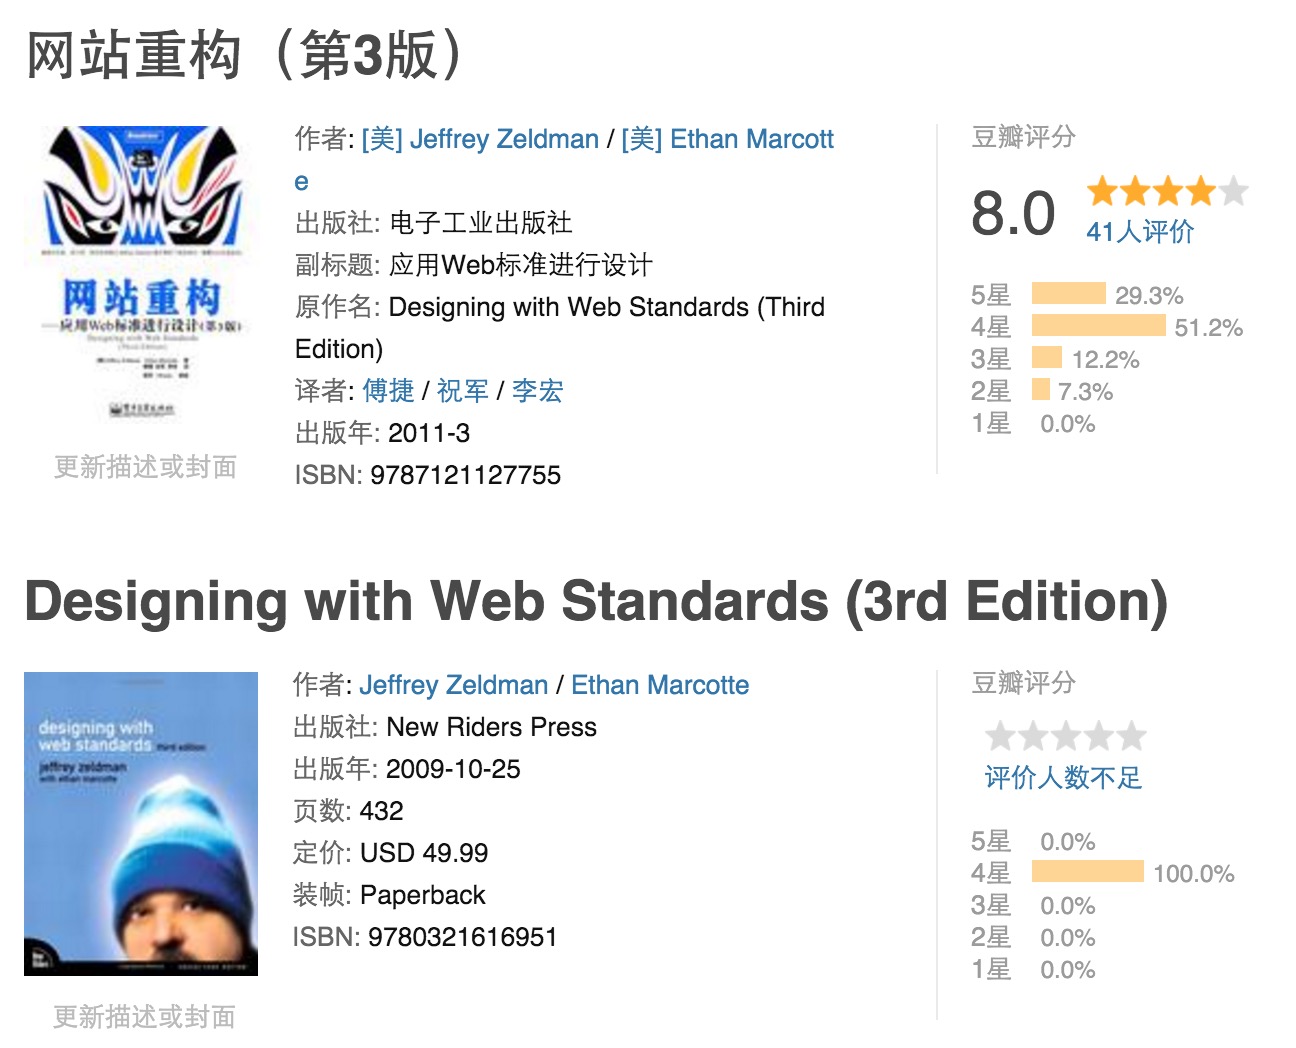 网站重构（第3版）
网站重构
——应用Web标准进行设计(第3版)
Designing with Web Standards
(Third Edition)
更新描述或封面
作者: [美] Jeffrey Zeldman / [美] Ethan Marcott
e
出版社: 电子工业出版社
副标题: 应用Web标准进行设计
原作名: Designing with Web Standards (Third
Edition)
译者: 傅捷 / 祝军 / 李宏
出版年: 2011-3
ISBN: 9787121127755
豆瓣评分
8.0
41人评价
5星 29.3%
4星 51.2%
3星 12.2%
2星 7.3%
1星 0.0%
Designing with Web Standards (3rd Edition)
designing with
web standards third edition
jeffrey zeldman
with ethan marcotte
更新描述或封面
作者: Jeffrey Zeldman / Ethan Marcotte
出版社: New Riders Press
出版年: 2009-10-25
页数: 432
定价: USD 49.99
装帧: Paperback
ISBN: 9780321616951
豆瓣评分
评价人数不足
5星 0.0%
4星 100.0%
3星 0.0%
2星 0.0%
1星 0.0%